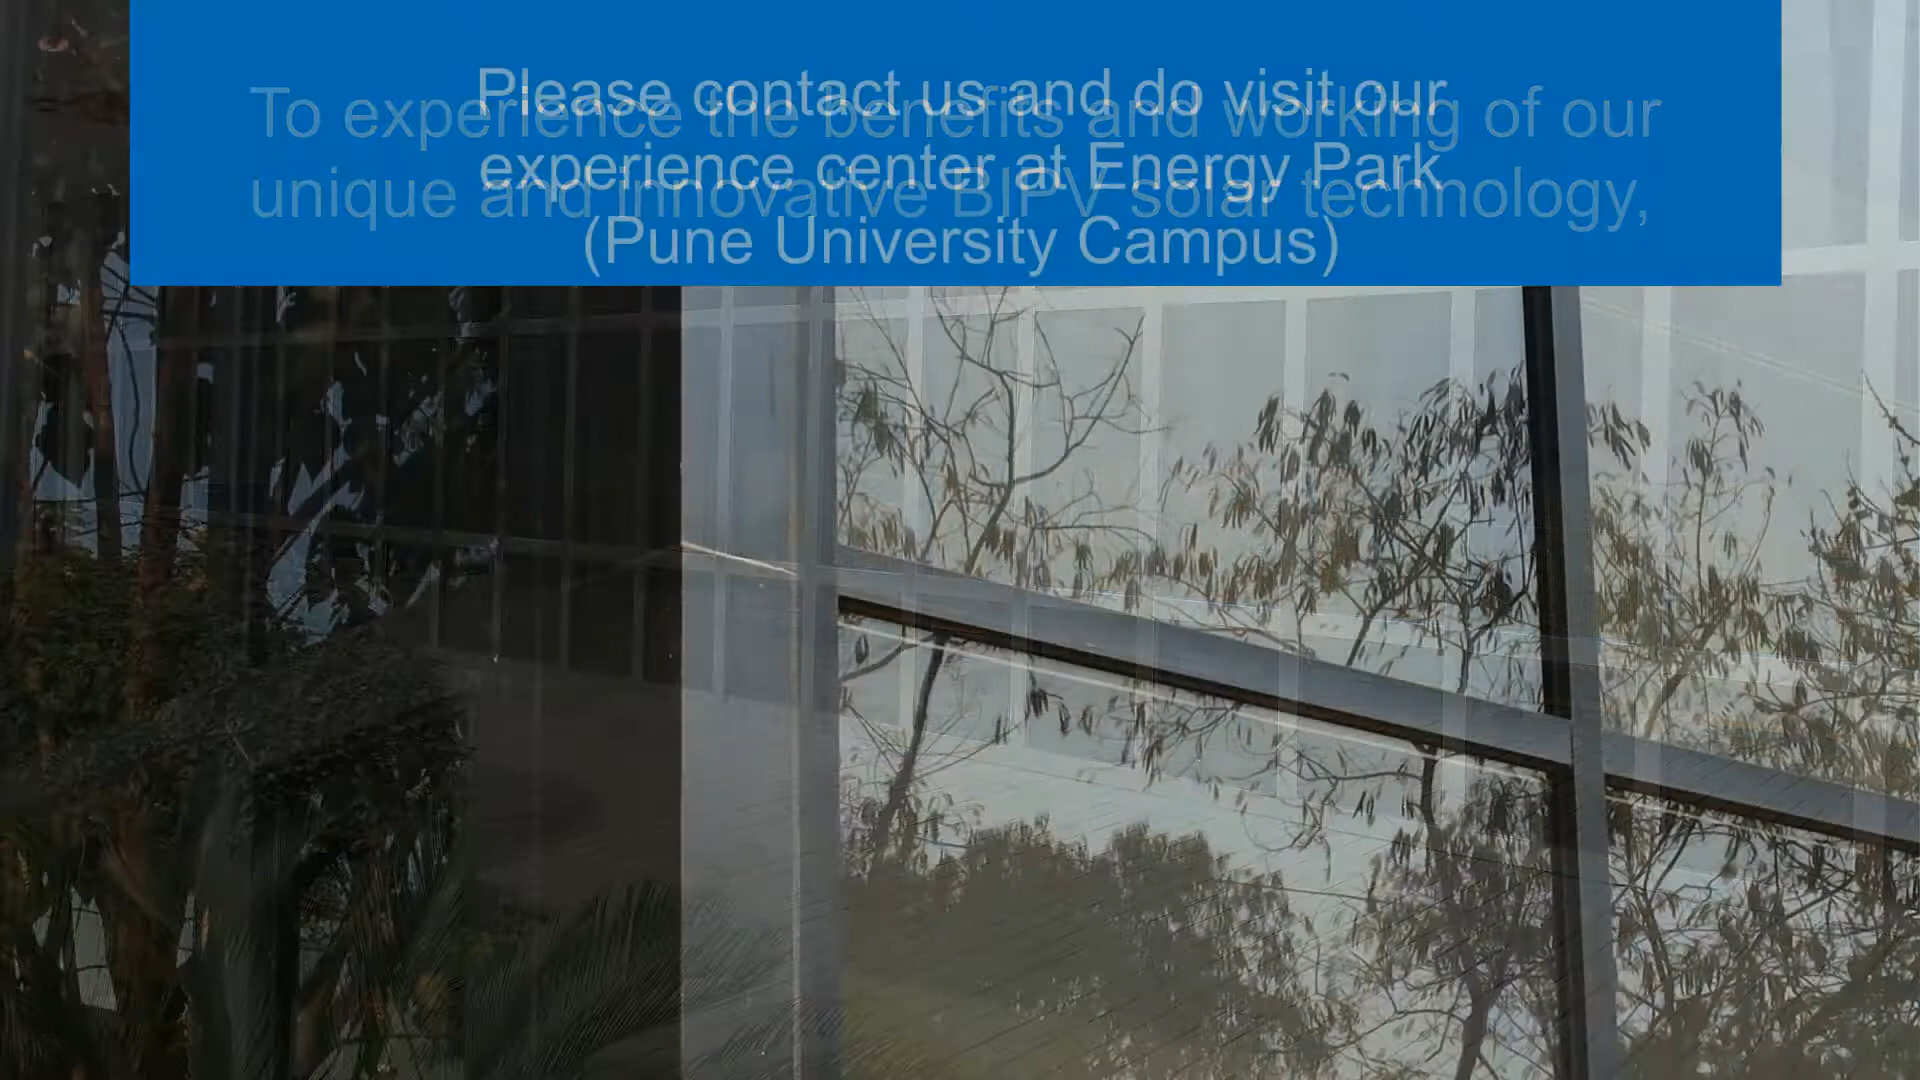 To experience the benefits and working of our
unique and innovative BIPV solar technology,
Please contact us and do visit our
experience center at Energy Park
(Pune University Campus)